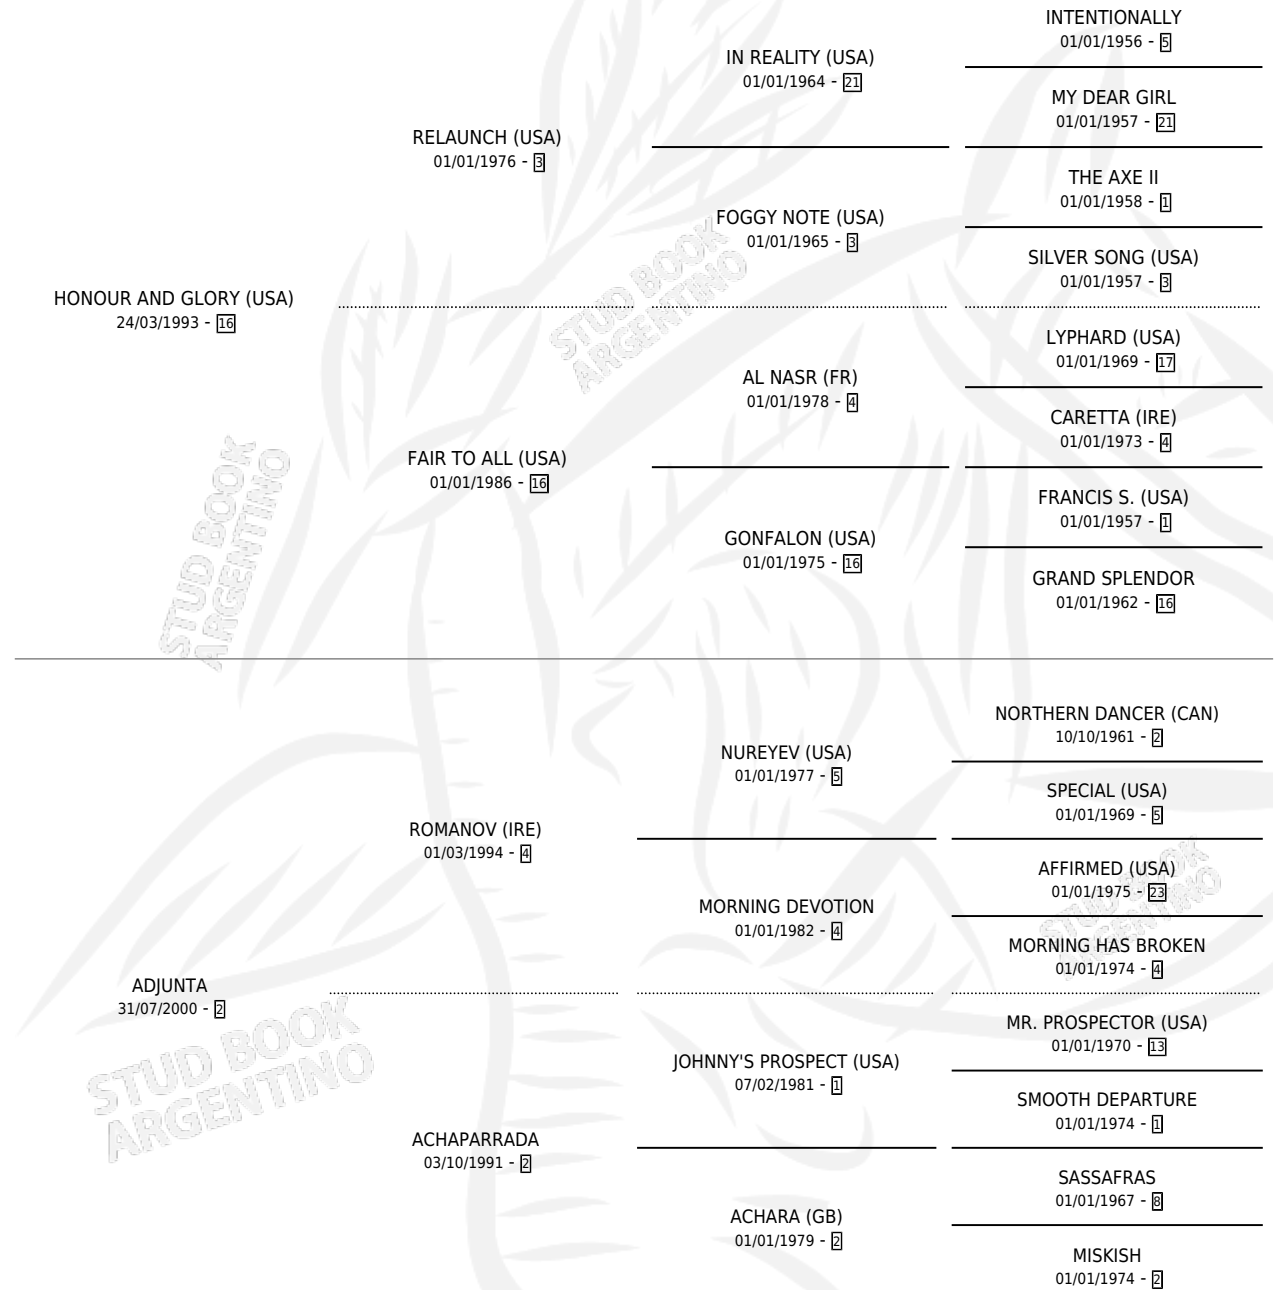 INTENTIONALLY
01/01/1956 - 5
IN REALITY (USA)
01/01/1964 - 21
MY DEAR GIRL
01/01/1957 - 21
RELAUNCH (USA)
01/01/1976 - 3
THE AXE II
01/01/1958 - 1
FOGGY NOTE (USA)
01/01/1965 - 3
SILVER SONG (USA)
01/01/1957 - 3
HONOUR AND GLORY (USA)
24/03/1993 - 16
LYPHARD (USA)
01/01/1969 - 17
AL NASR (FR)
01/01/1978 - 4
CARETTA (IRE)
01/01/1973 - 4
FAIR TO ALL (USA)
01/01/1986 - 16
FRANCIS S. (USA)
01/01/1957 - 1
GONFALON (USA)
01/01/1975 - 16
GRAND SPLENDOR
01/01/1962 - 16
NORTHERN DANCER (CAN)
10/10/1961 - 2
NUREYEV (USA)
01/01/1977 - 5
SPECIAL (USA)
01/01/1969 - 5
ROMANOV (IRE)
01/03/1994 - 4
AFFIRMED (USA)
01/01/1975 - 23
MORNING DEVOTION
01/01/1982 - 4
MORNING HAS BROKEN
01/01/1974 - 4
ADJUNTA
31/07/2000 - 2
MR. PROSPECTOR (USA)
01/01/1970 - 13
JOHNNY'S PROSPECT (USA)
07/02/1981 - 1
SMOOTH DEPARTURE
01/01/1974 - 1
ACHAPARRADA
03/10/1991 - 2
SASSAFRAS
01/01/1967 - 8
ACHARA (GB)
01/01/1979 - 2
MISKISH
01/01/1974 - 2
STUD BOOK
ARGENTINO
STUD BOOK
ARGENTINO
STUD BOOK
ARGENTINO
STUD BOOK
ARGENTINO